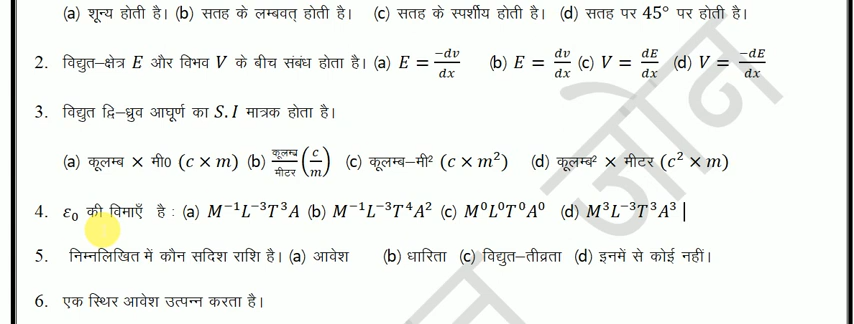 (a) शून्य होती है। (b) सतह के लम्बवत् होती है। (c) सतह के स्पर्शीय होती है। (d) सतह पर 45° पर होती है।
2. विद्युत–क्षेत्र E और विभव V के बीच संबंध होता है। (a) E = −dv/dx (b) E = dv/dx (c) V = dE/dx (d) V = −dE/dx
3. विद्युत द्वि–ध्रुव आघूर्ण का S.I मात्रक होता है।
(a) कूलम्ब × मी० (c × m) (b) कूलम्ब/मीटर (c/m) (c) कूलम्ब–मी² (c × m²) (d) कूलम्ब² × मीटर (c² × m)
4. ε₀ की विमाएँ है : (a) M⁻¹L⁻³T³A (b) M⁻¹L⁻³T⁴A² (c) M⁰L⁰T⁰A⁰ (d) M³L⁻³T³A³ |
5. निम्नलिखित में कौन सदिश राशि है। (a) आवेश (b) धारिता (c) विद्युत–तीव्रता (d) इनमें से कोई नहीं।
6. एक स्थिर आवेश उत्पन्न करता है।
जोन